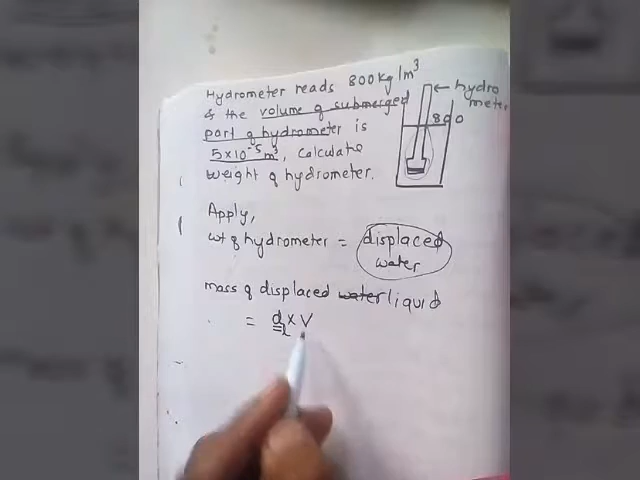 Hydrometer reads 800kg/m³
& the volume of submerged
part of hydrometer is
5×10⁻⁵m³, calculate
weight of hydrometer.
hydro
meter
800
Apply,
wt of hydrometer = displaced
water
mass of displaced water liquid
= dL × V